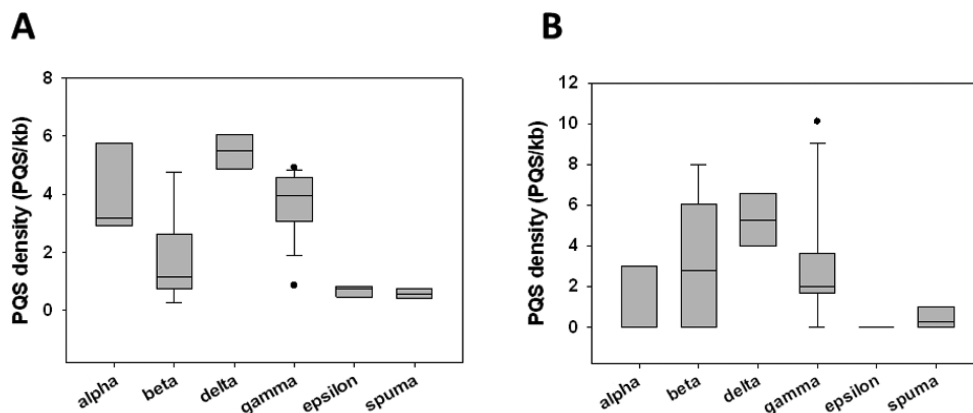 A
PQS density (PQS/kb)
8
6
4
2
0
alpha
beta
delta
gamma
epsilon
spuma
B
PQS density (PQS/kb)
12
10
8
6
4
2
0
alpha
beta
delta
gamma
epsilon
spuma